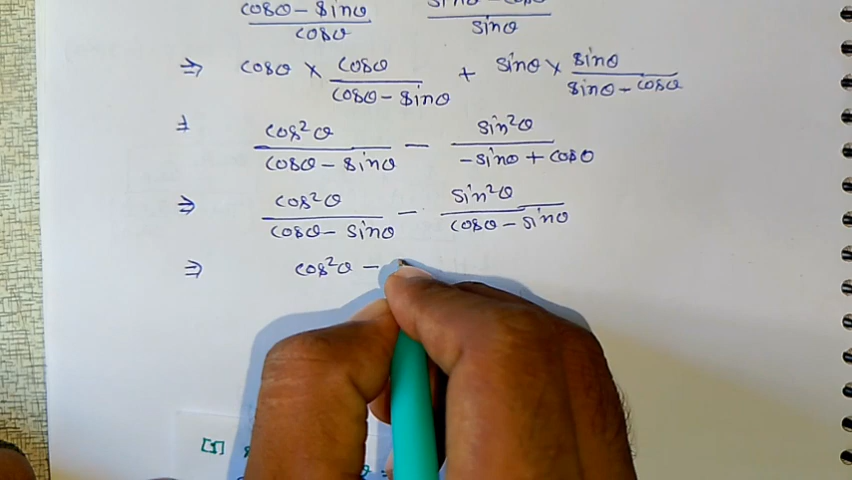 cosθ - sinθ / cosθ    / sinθ
⇒ cosθ × cosθ / (cosθ - sinθ) + sinθ × sinθ / (sinθ - cosθ)
⇒ cos²θ / (cosθ - sinθ) - sin²θ / (-sinθ + cosθ)
⇒ cos²θ / (cosθ - sinθ) - sin²θ / (cosθ - sinθ)
⇒ cos²θ -
[5]